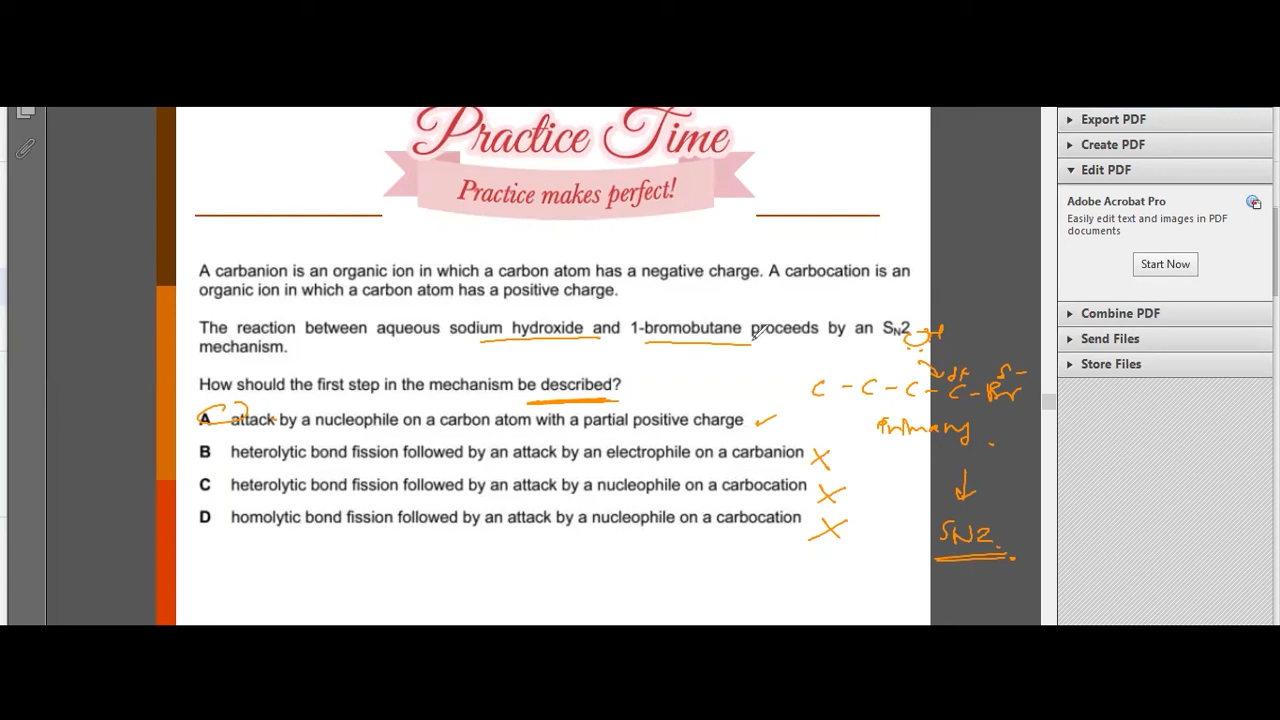 Practice Time
Practice makes perfect!
A carbanion is an organic ion in which a carbon atom has a negative charge. A carbocation is an
organic ion in which a carbon atom has a positive charge.
The reaction between aqueous sodium hydroxide and 1-bromobutane proceeds by an SN2
mechanism.
How should the first step in the mechanism be described?
A attack by a nucleophile on a carbon atom with a partial positive charge
B heterolytic bond fission followed by an attack by an electrophile on a carbanion
C heterolytic bond fission followed by an attack by a nucleophile on a carbocation
D homolytic bond fission followed by an attack by a nucleophile on a carbocation
OH
δ+ δ-
C - C - C - C - Br
Primary
SN2.
Export PDF
Create PDF
Edit PDF
Adobe Acrobat Pro
Easily edit text and images in PDF
documents
Start Now
Combine PDF
Send Files
Store Files